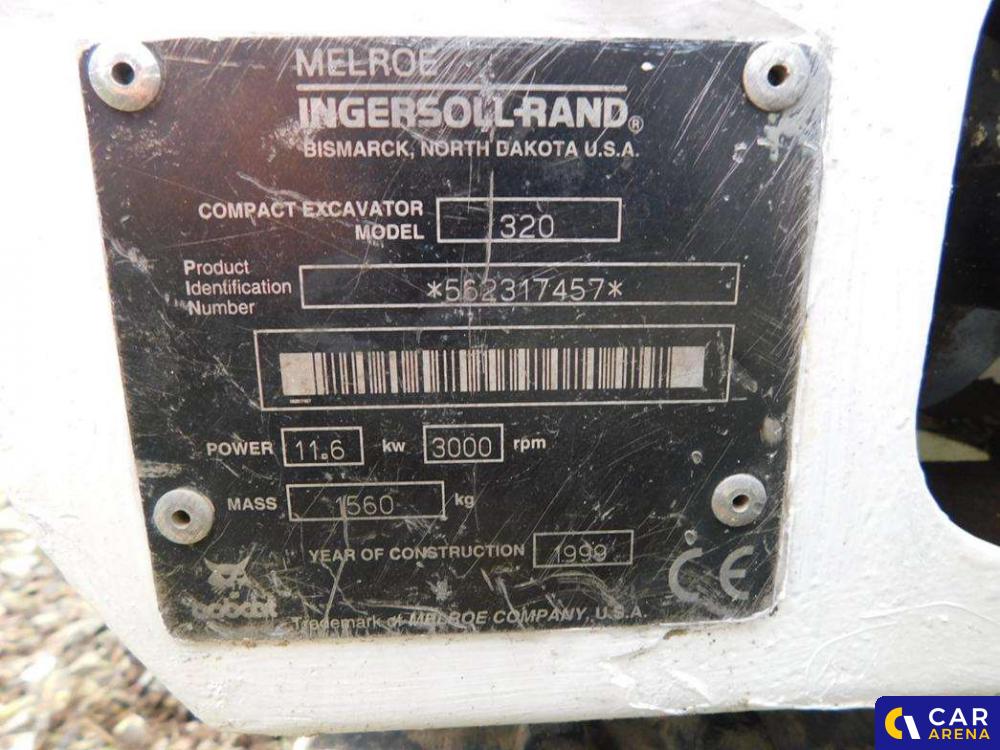 MELROE
INGERSOLL-RAND®
BISMARCK, NORTH DAKOTA U.S.A.
COMPACT EXCAVATOR
MODEL 320
Product
Identification
Number *562317457*
POWER 11.6 kw 3000 rpm
MASS 1560 kg
YEAR OF CONSTRUCTION 1999
CE
bobcat
Trademark of MELROE COMPANY, U.S.A.
CAR
ARENA